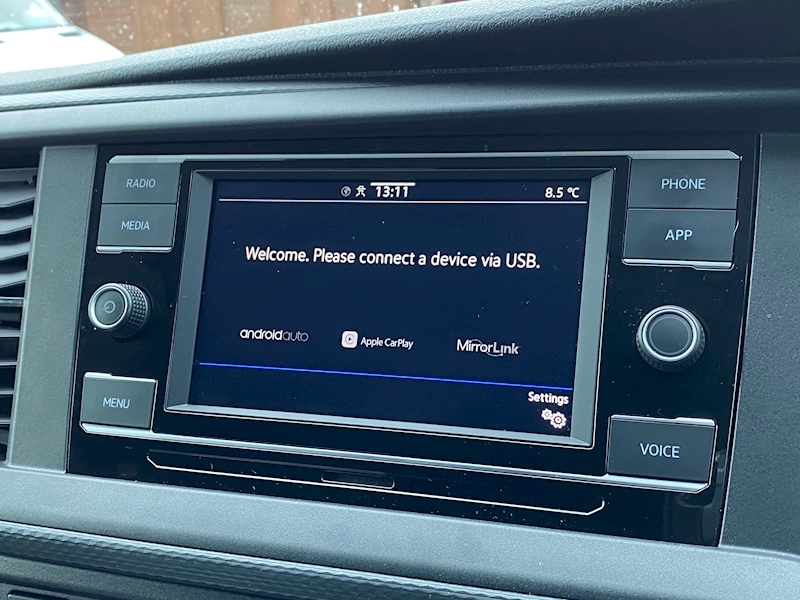 RADIO
MEDIA
MENU
13:11
8.5 °C
Welcome. Please connect a device via USB.
androidauto
Apple CarPlay
MirrorLink
Settings
PHONE
APP
VOICE